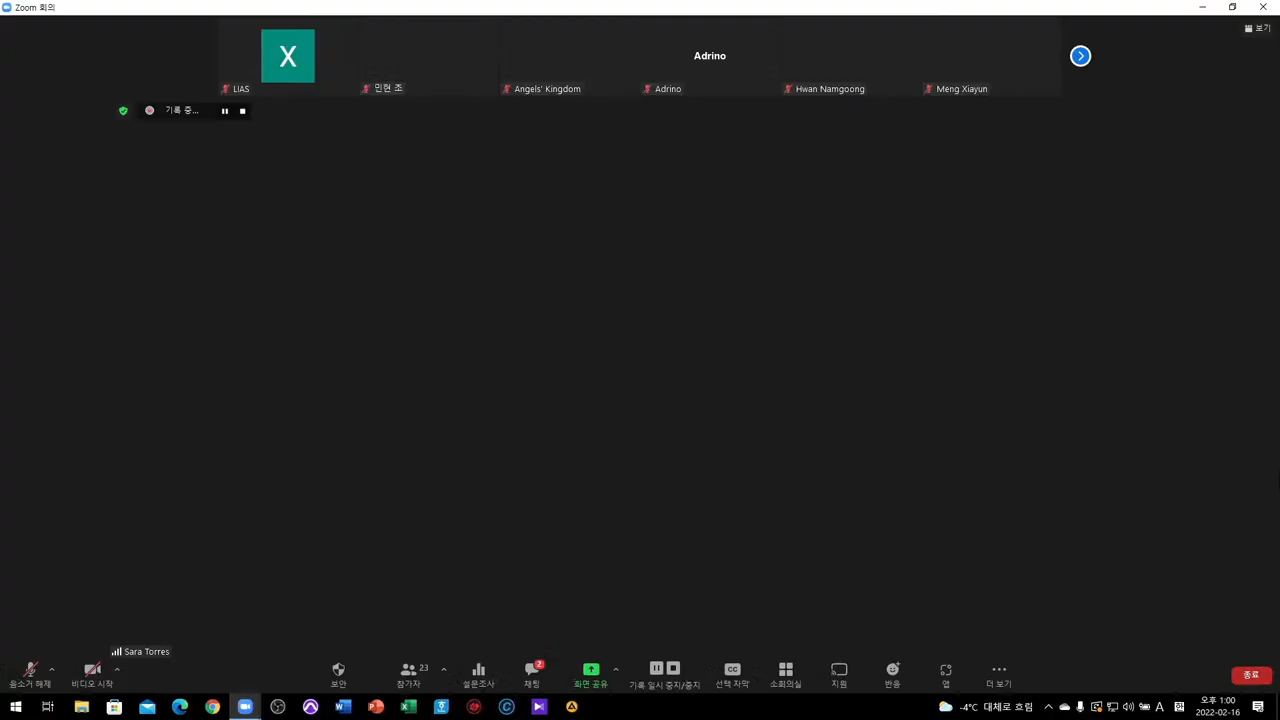 Zoom 회의
보기
X
Adrino
LIAS
민현 조
Angels' Kingdom
Adrino
Hwan Namgoong
Meng Xiayun
기록 중...
Sara Torres
음소거 해제
비디오 시작
보안
23
참가자
설문조사
2
채팅
화면 공유
기록 일시 중지/중지
CC
선택 자막
소회의실
지원
반응
앱
더 보기
종료
-4°C 대체로 흐림
A
오후 1:00
2022-02-16